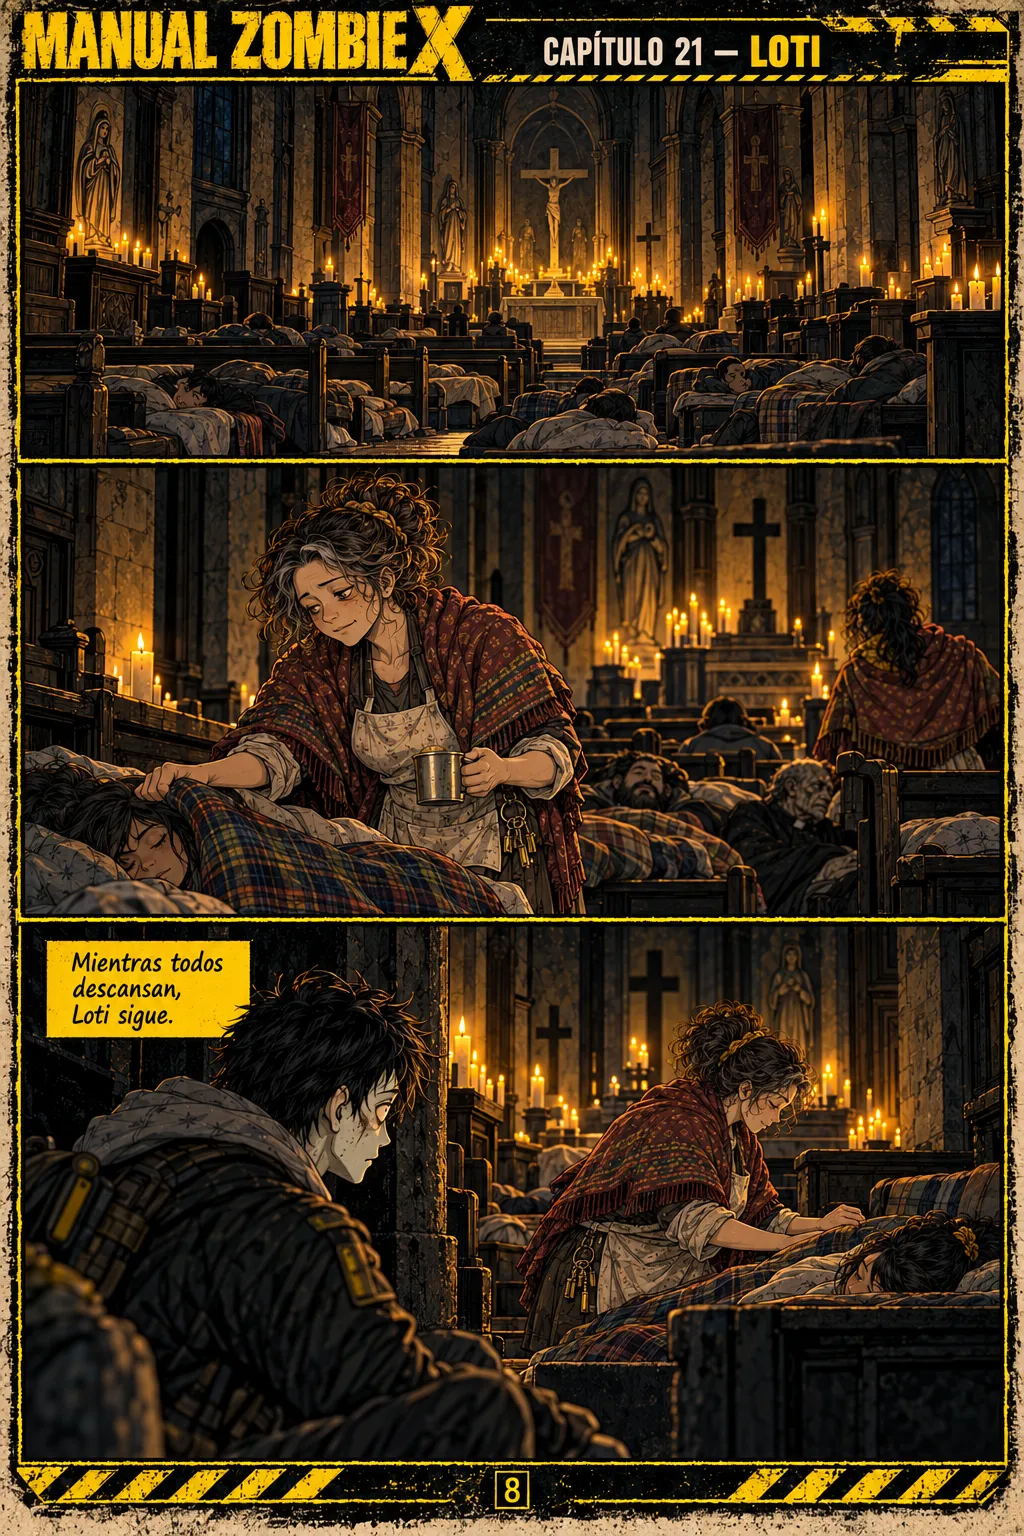 MANUAL ZOMBIE X
CAPÍTULO 21 — LOTI
Mientras todos
descansan,
Loti sigue.
8